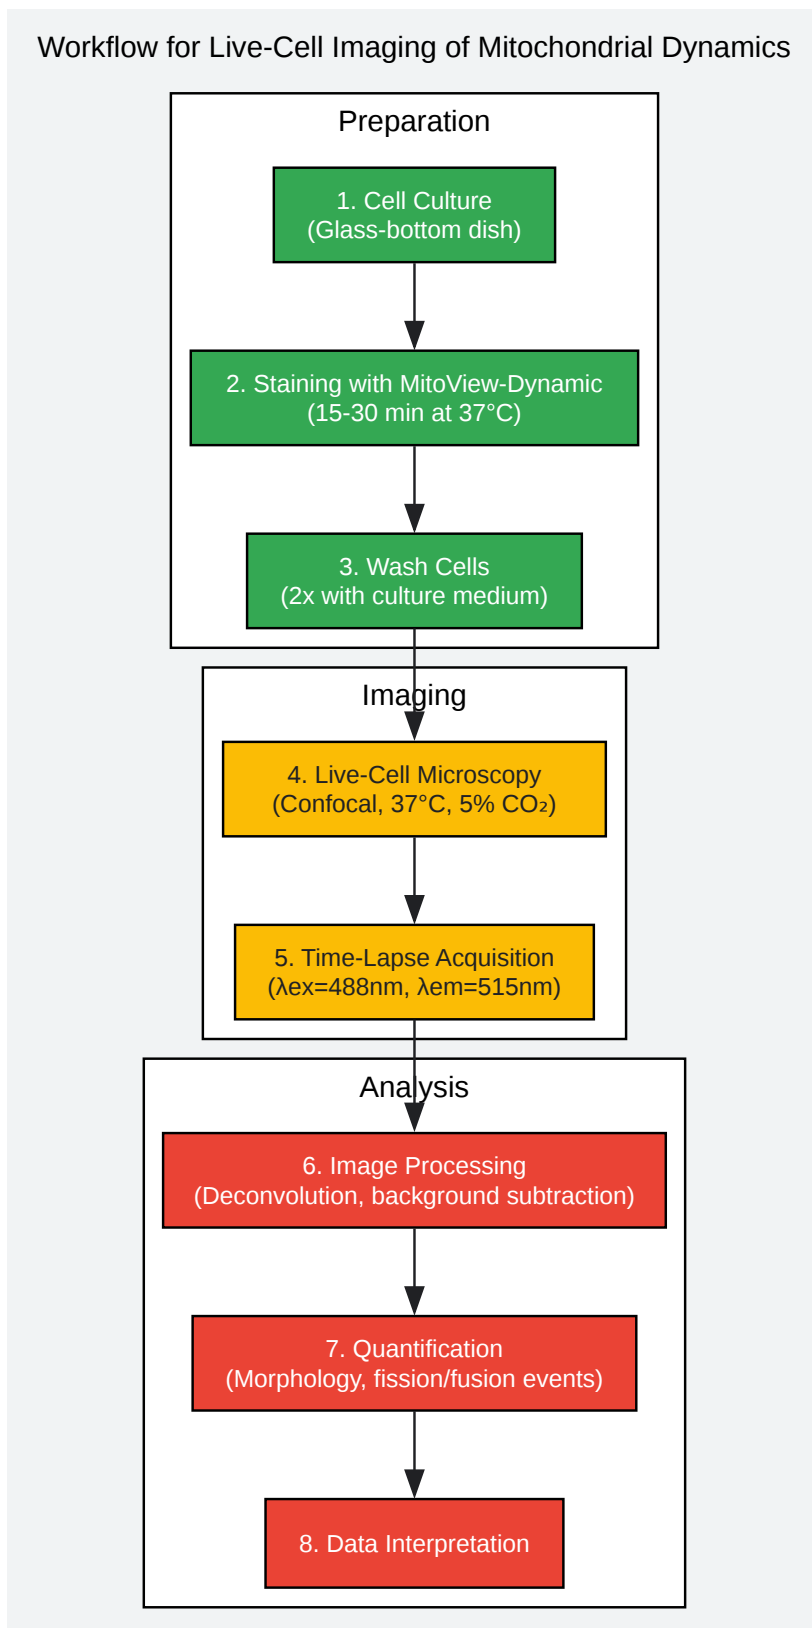 Workflow for Live-Cell Imaging of Mitochondrial Dynamics
Preparation
1. Cell Culture
(Glass-bottom dish)
2. Staining with MitoView-Dynamic
(15-30 min at 37°C)
3. Wash Cells
(2x with culture medium)
Imaging
4. Live-Cell Microscopy
(Confocal, 37°C, 5% CO₂)
5. Time-Lapse Acquisition
(λex=488nm, λem=515nm)
Analysis
6. Image Processing
(Deconvolution, background subtraction)
7. Quantification
(Morphology, fission/fusion events)
8. Data Interpretation